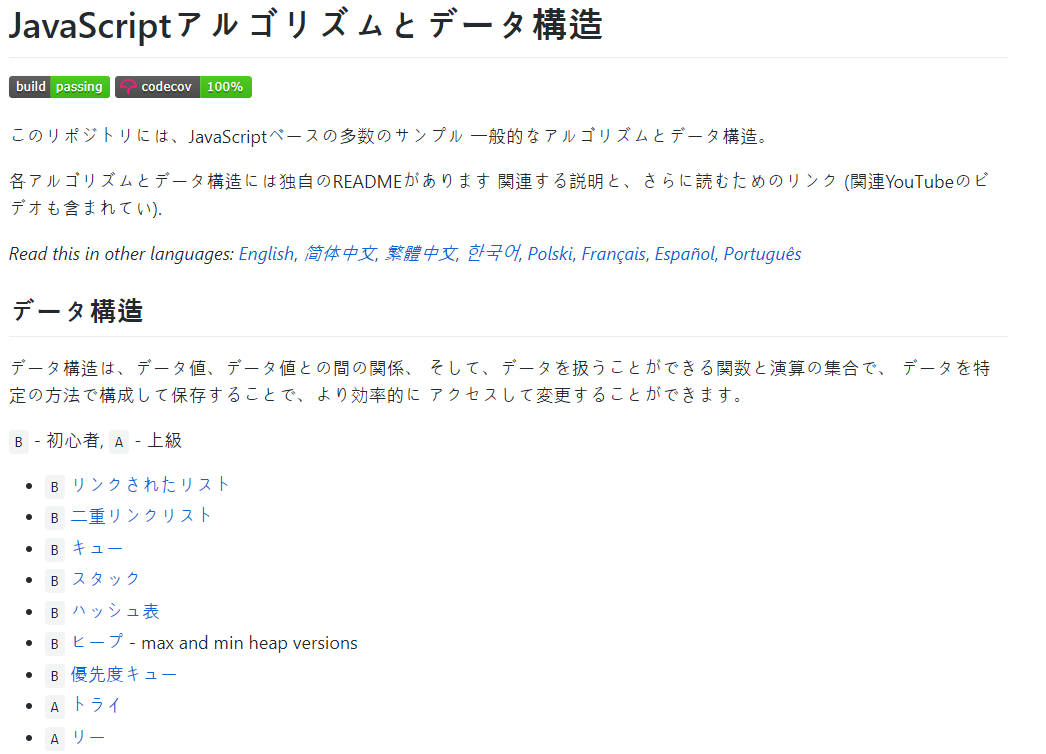 JavaScriptアルゴリズムとデータ構造
build passing codecov 100%
このリポジトリには、JavaScriptベースの多数のサンプル 一般的なアルゴリズムとデータ構造。
各アルゴリズムとデータ構造には独自のREADMEがあります 関連する説明と、さらに読むためのリンク (関連YouTubeのビ
デオも含まれてい).
Read this in other languages: English, 简体中文, 繁體中文, 한국어, Polski, Français, Español, Português
データ構造
データ構造は、データ値、データ値との間の関係、 そして、データを扱うことができる関数と演算の集合で、 データを特
定の方法で構成して保存することで、より効率的に アクセスして変更することができます。
B - 初心者, A - 上級
• B リンクされたリスト
• B 二重リンクリスト
• B キュー
• B スタック
• B ハッシュ表
• B ヒープ - max and min heap versions
• B 優先度キュー
• A トライ
• A リー